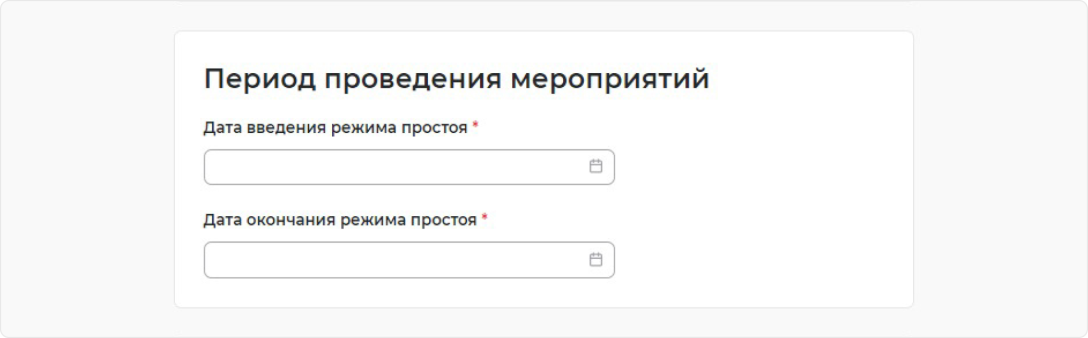 Период проведения мероприятий
Дата введения режима простоя *
Дата окончания режима простоя *